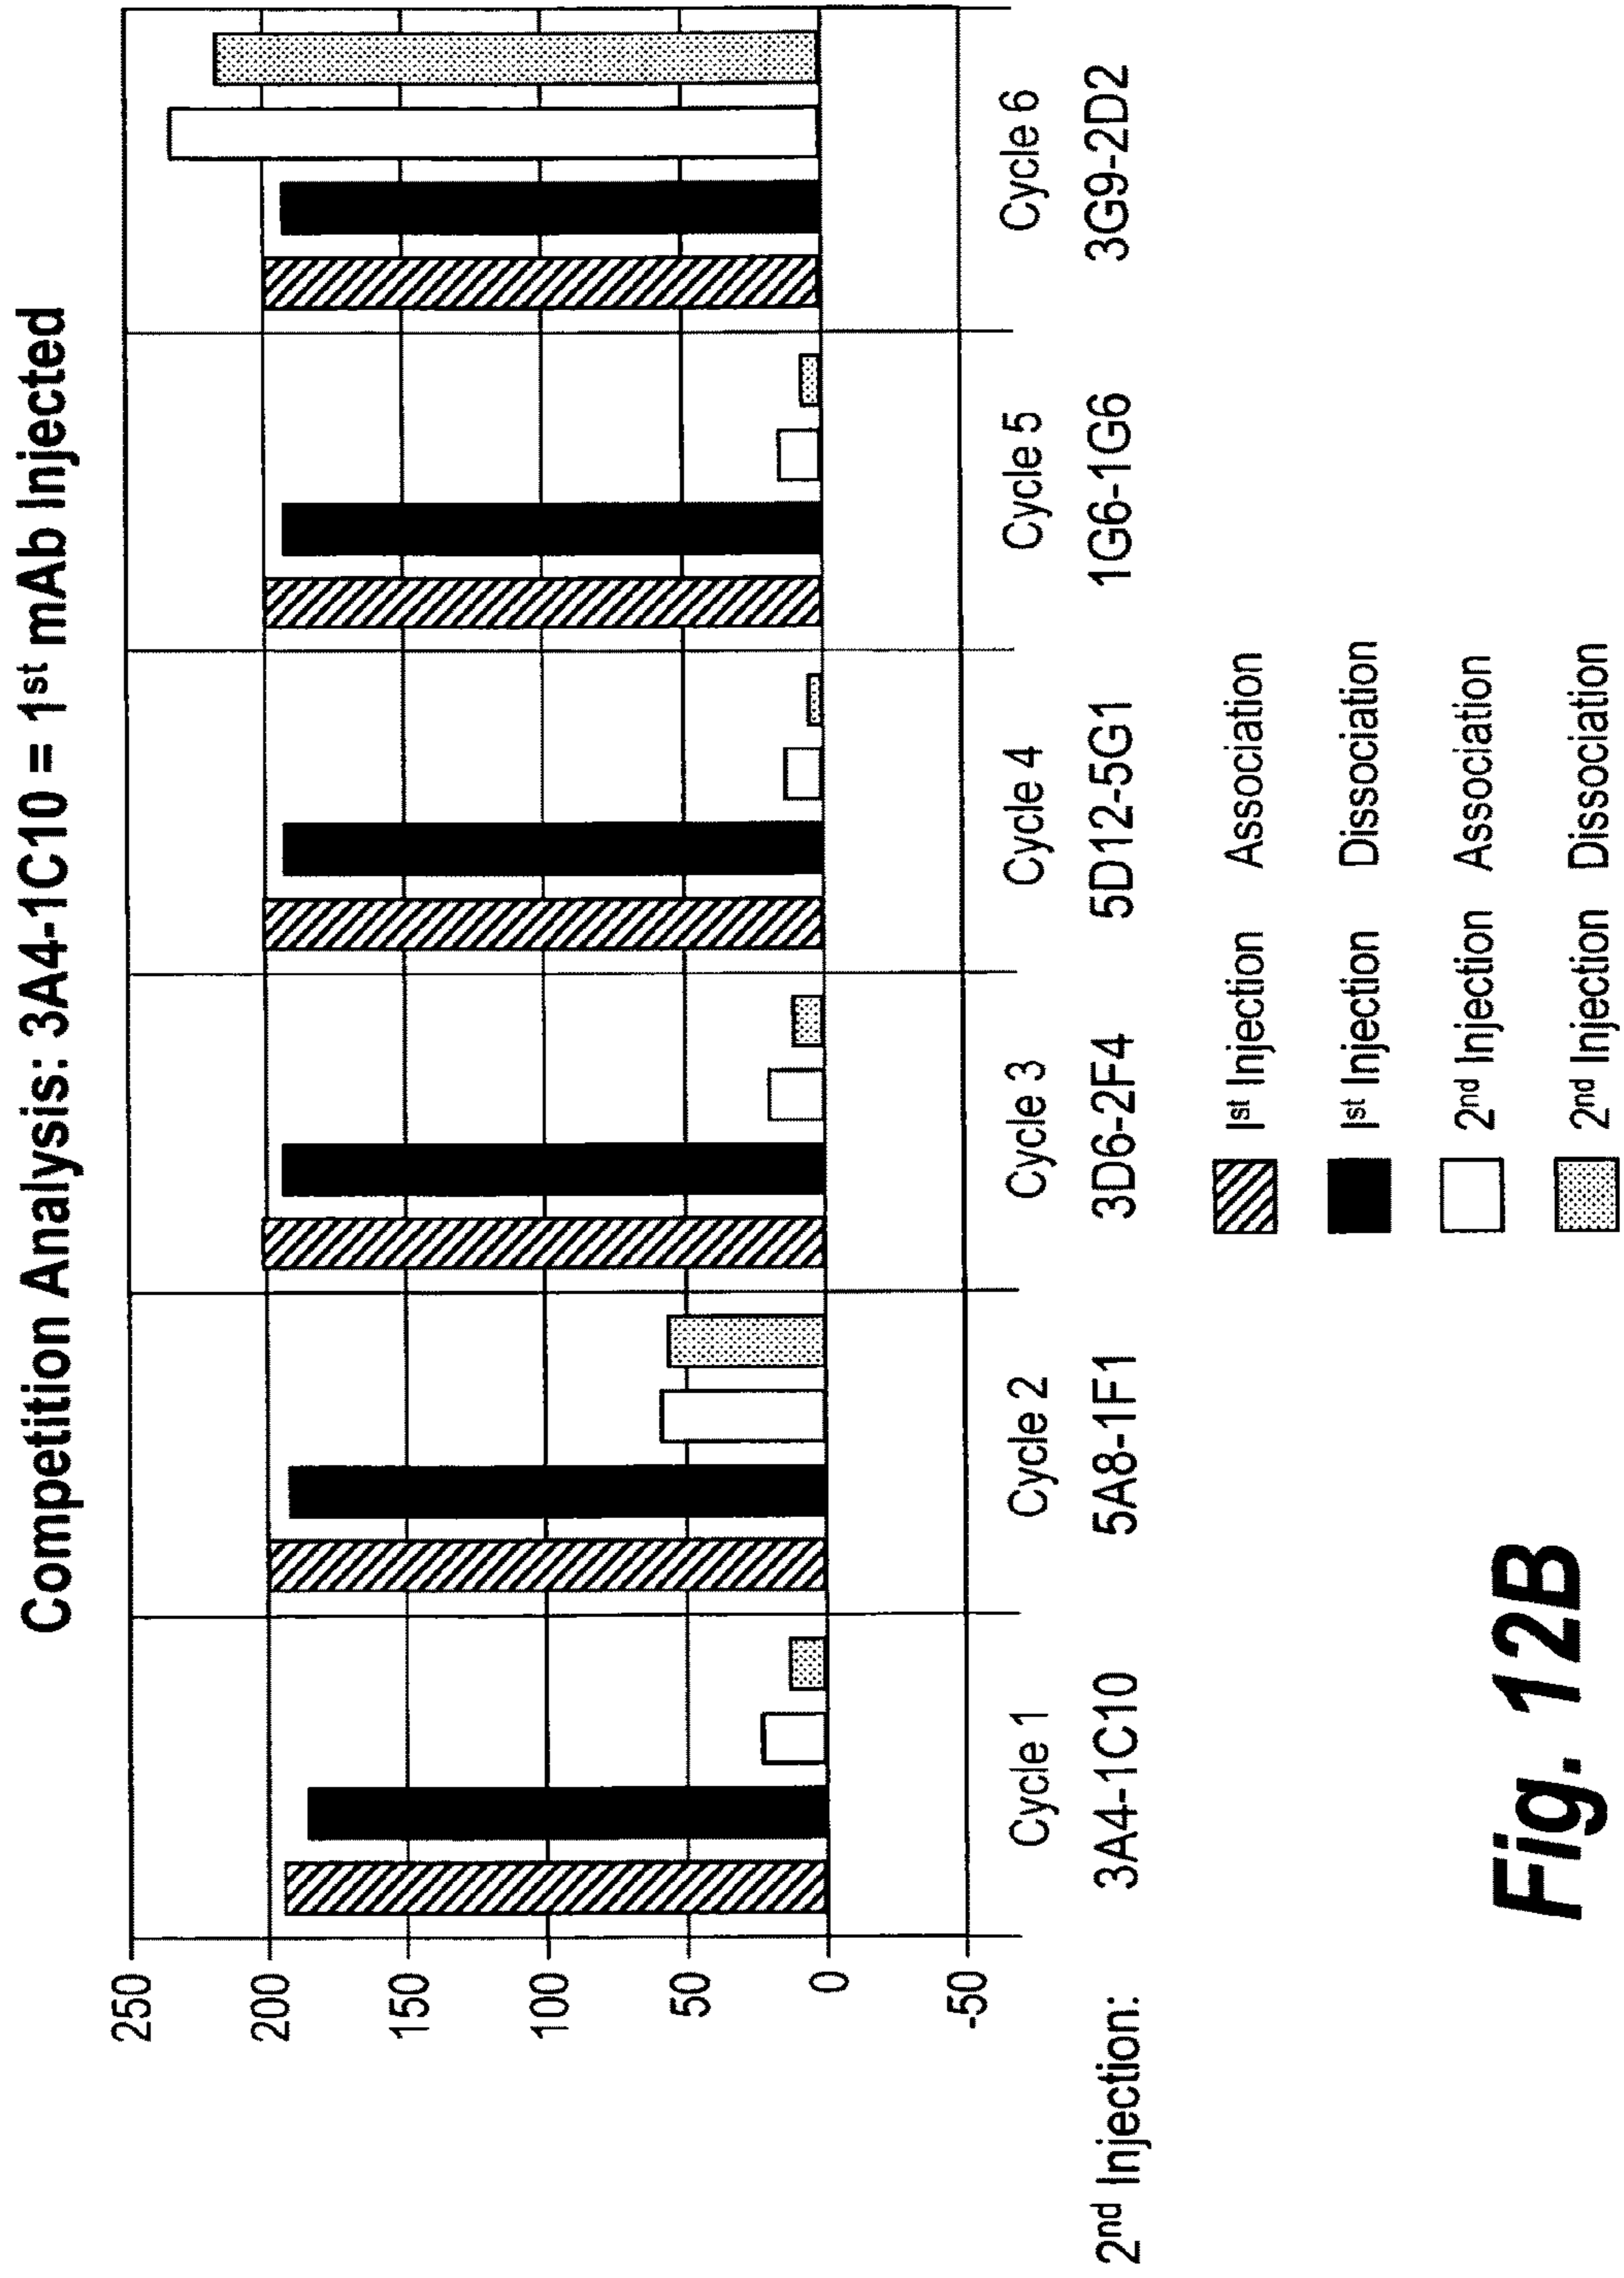 Competition Analysis: 3A4-1C10 = 1st mAb Injected
250
200
150
100
50
0
-50
Cycle 1 Cycle 2 Cycle 3 Cycle 4 Cycle 5 Cycle 6
2nd Injection: 3A4-1C10 5A8-1F1 3D6-2F4 5D12-5G1 1G6-1G6 3G9-2D2
Ist Injection Association
Ist Injection Dissociation
2nd Injection Association
2nd Injection Dissociation
Fig. 12B